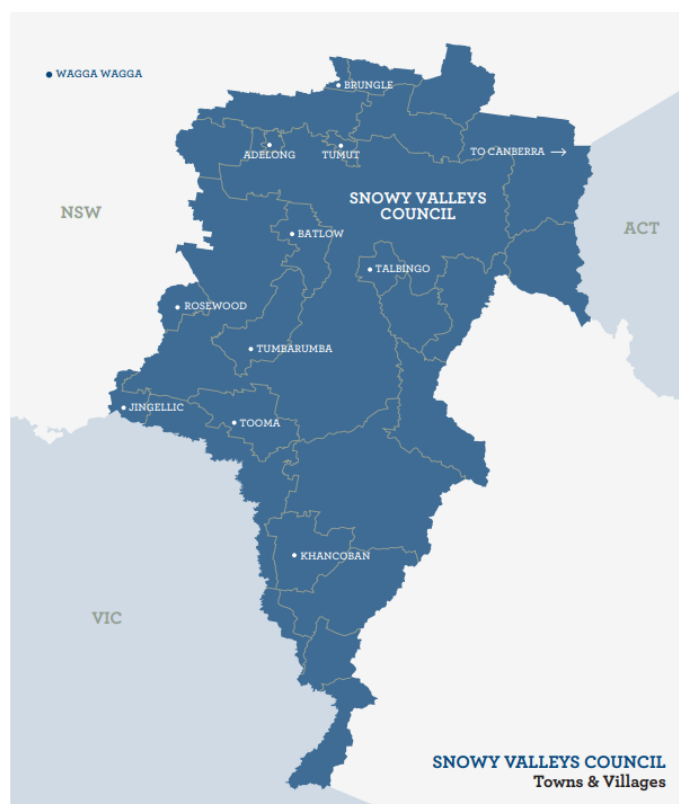 WAGGA WAGGA
BRUNGLE
ADELONG
TUMUT
TO CANBERRA →
SNOWY VALLEYS
COUNCIL
NSW
ACT
BATLOW
TALBINGO
ROSEWOOD
TUMBARUMBA
JINGELLIC
TOOMA
KHANCOBAN
VIC
SNOWY VALLEYS COUNCIL
Towns & Villages